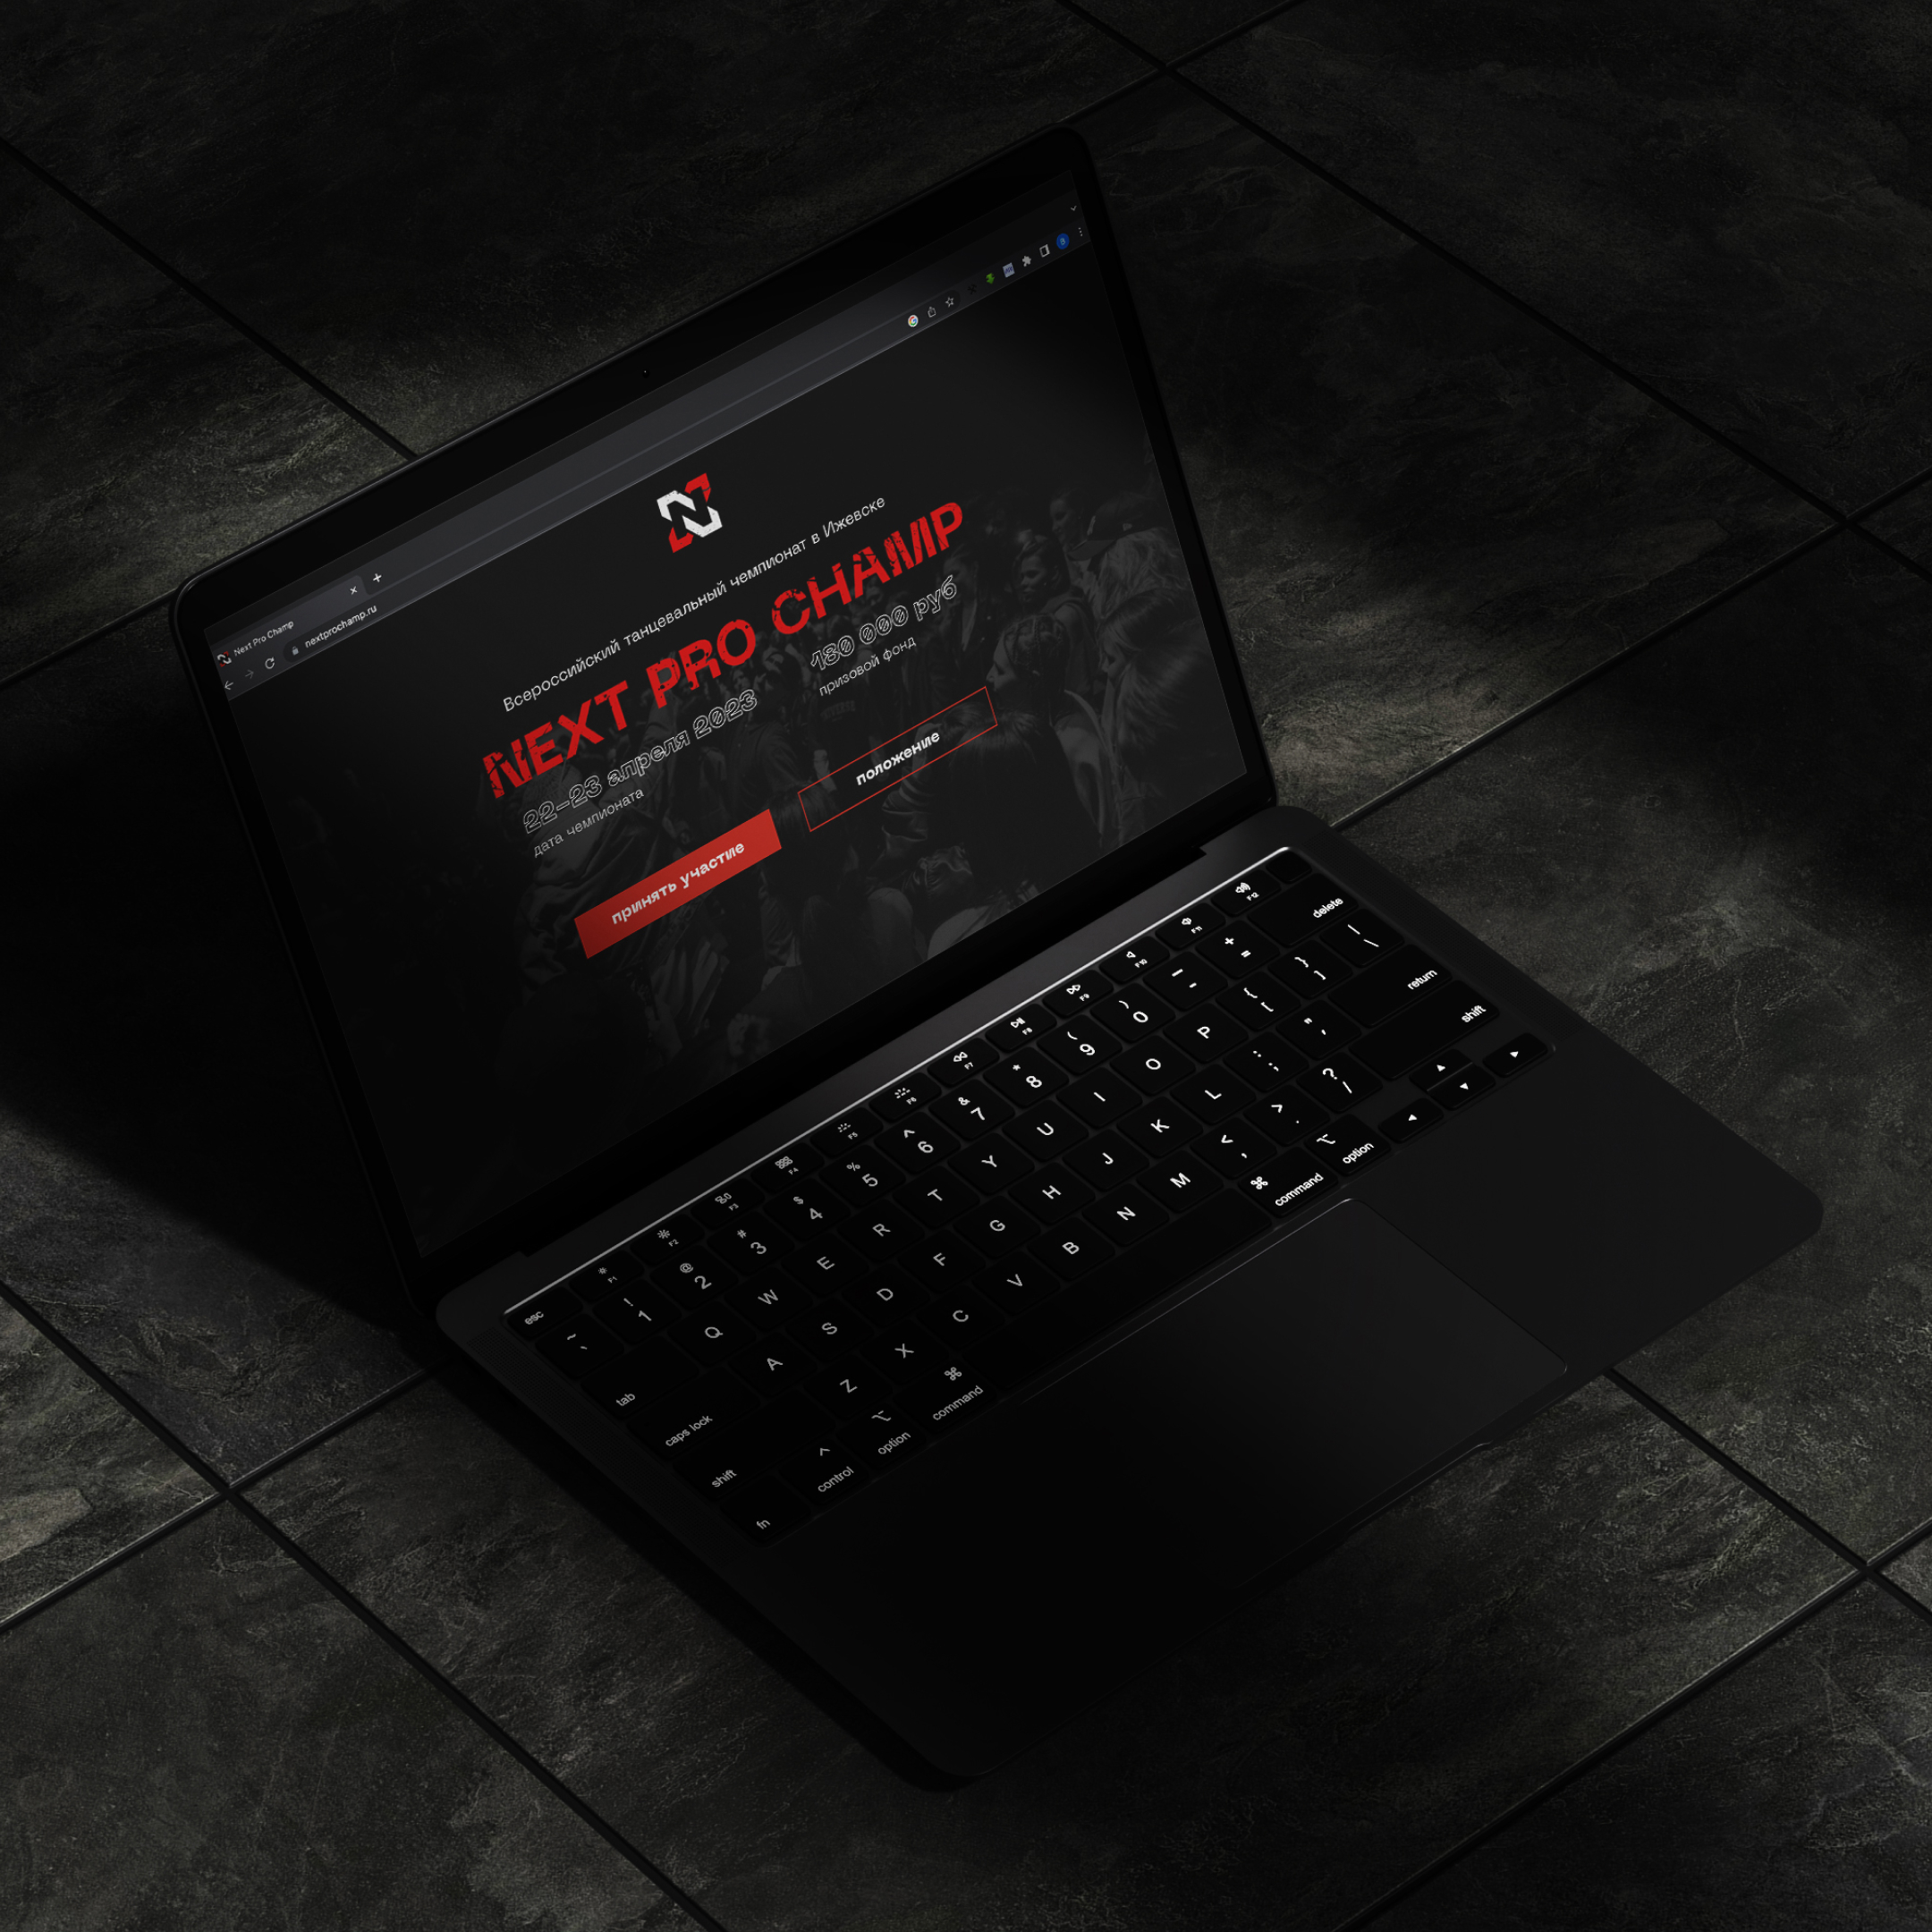 Next Pro Champ
nextprochamp.ru
Всероссийский танцевальный чемпионат в Ижевске
NEXT PRO CHAMP
22-23 апреля 2023
дата чемпионата
180 000 руб
призовой фонд
принять участие
положение
esc F1 F2 F3 F4 F5 F6 F7 F8 F9 F10 F11 F12
~ ` ! 1 @ 2 # 3 $ 4 % 5 ^ 6 & 7 * 8 ( 9 ) 0 — - + = delete
tab Q W E R T Y U I O P { [ } ] | \
caps lock A S D F G H J K L : ; " ' return
shift Z X C V B N M < , > . ? / shift
fn control option command command option